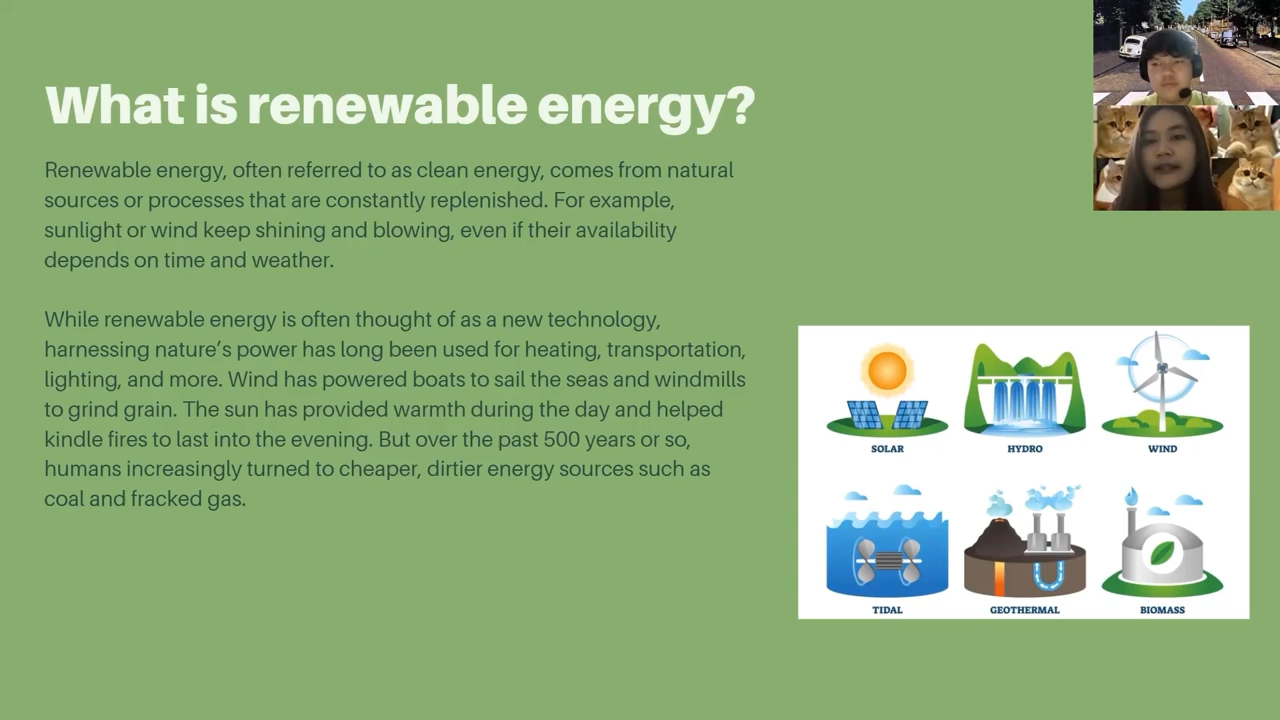 What is renewable energy?
Renewable energy, often referred to as clean energy, comes from natural
sources or processes that are constantly replenished. For example,
sunlight or wind keep shining and blowing, even if their availability
depends on time and weather.
While renewable energy is often thought of as a new technology,
harnessing nature’s power has long been used for heating, transportation,
lighting, and more. Wind has powered boats to sail the seas and windmills
to grind grain. The sun has provided warmth during the day and helped
kindle fires to last into the evening. But over the past 500 years or so,
humans increasingly turned to cheaper, dirtier energy sources such as
coal and fracked gas.
SOLAR
HYDRO
WIND
TIDAL
GEOTHERMAL
BIOMASS